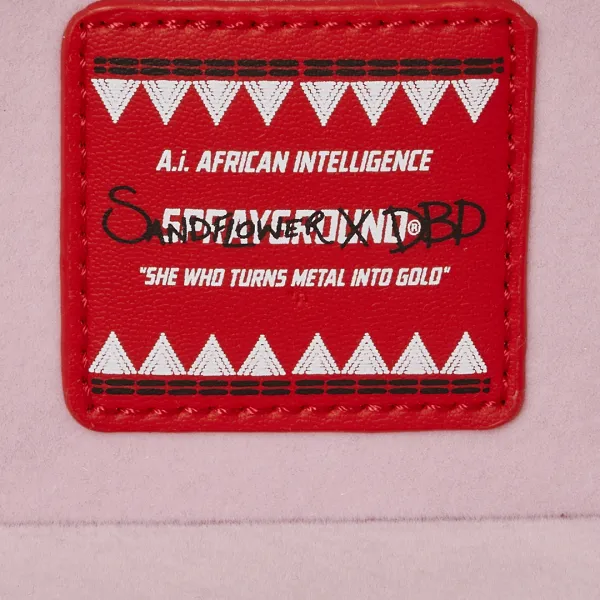 A.i. AFRICAN INTELLIGENCE
SPRAYGROUND®
SANDFLOWER X DBD
"SHE WHO TURNS METAL INTO GOLD"